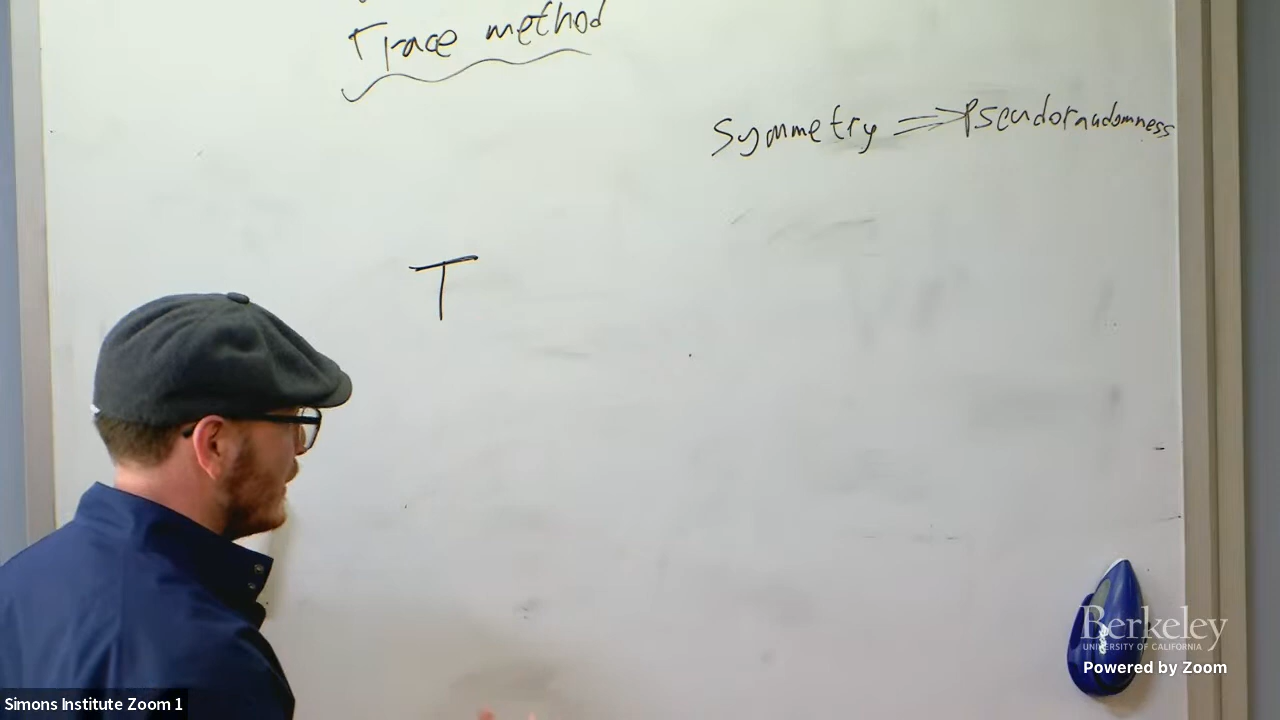 Trace method
Symmetry => Pseudorandomness
T
Berkeley
UNIVERSITY OF CALIFORNIA
Powered by Zoom
Simons Institute Zoom 1